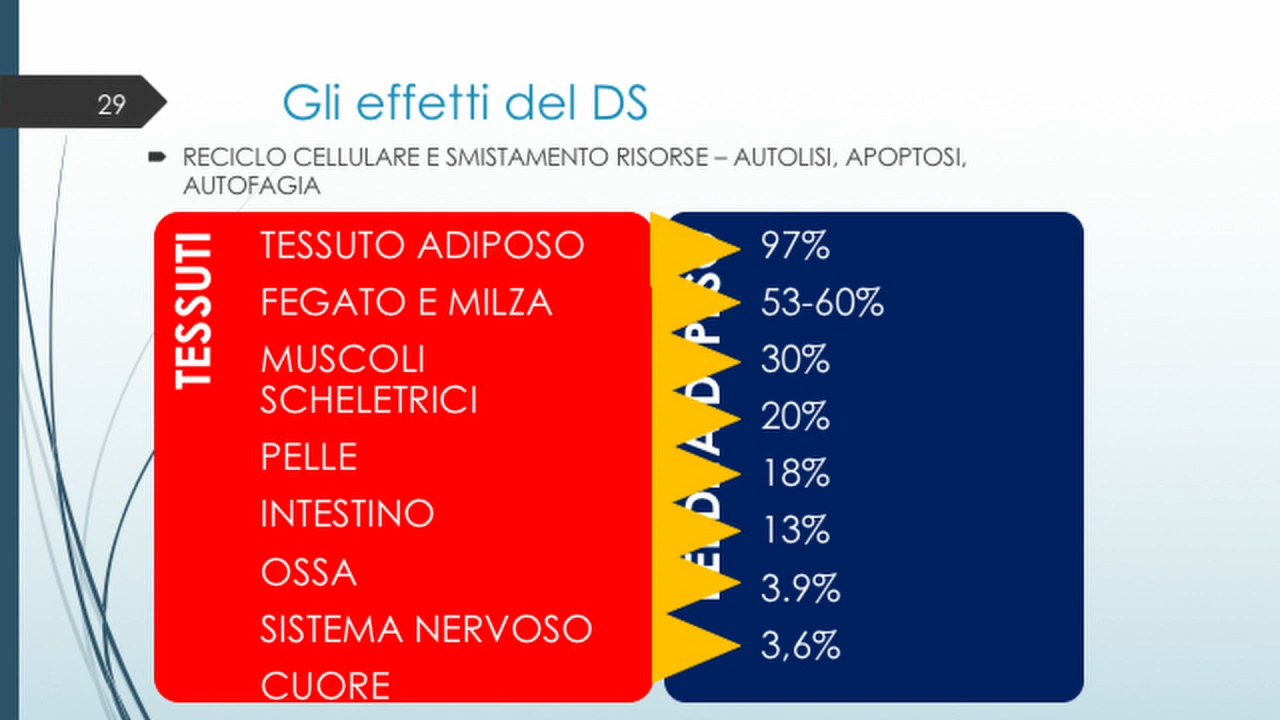 29
Gli effetti del DS
RECICLO CELLULARE E SMISTAMENTO RISORSE – AUTOLISI, APOPTOSI,
AUTOFAGIA
TESSUTI
TESSUTO ADIPOSO
FEGATO E MILZA
MUSCOLI
SCHELETRICI
PELLE
INTESTINO
OSSA
SISTEMA NERVOSO
CUORE
97%
53-60%
30%
20%
18%
13%
3.9%
3,6%